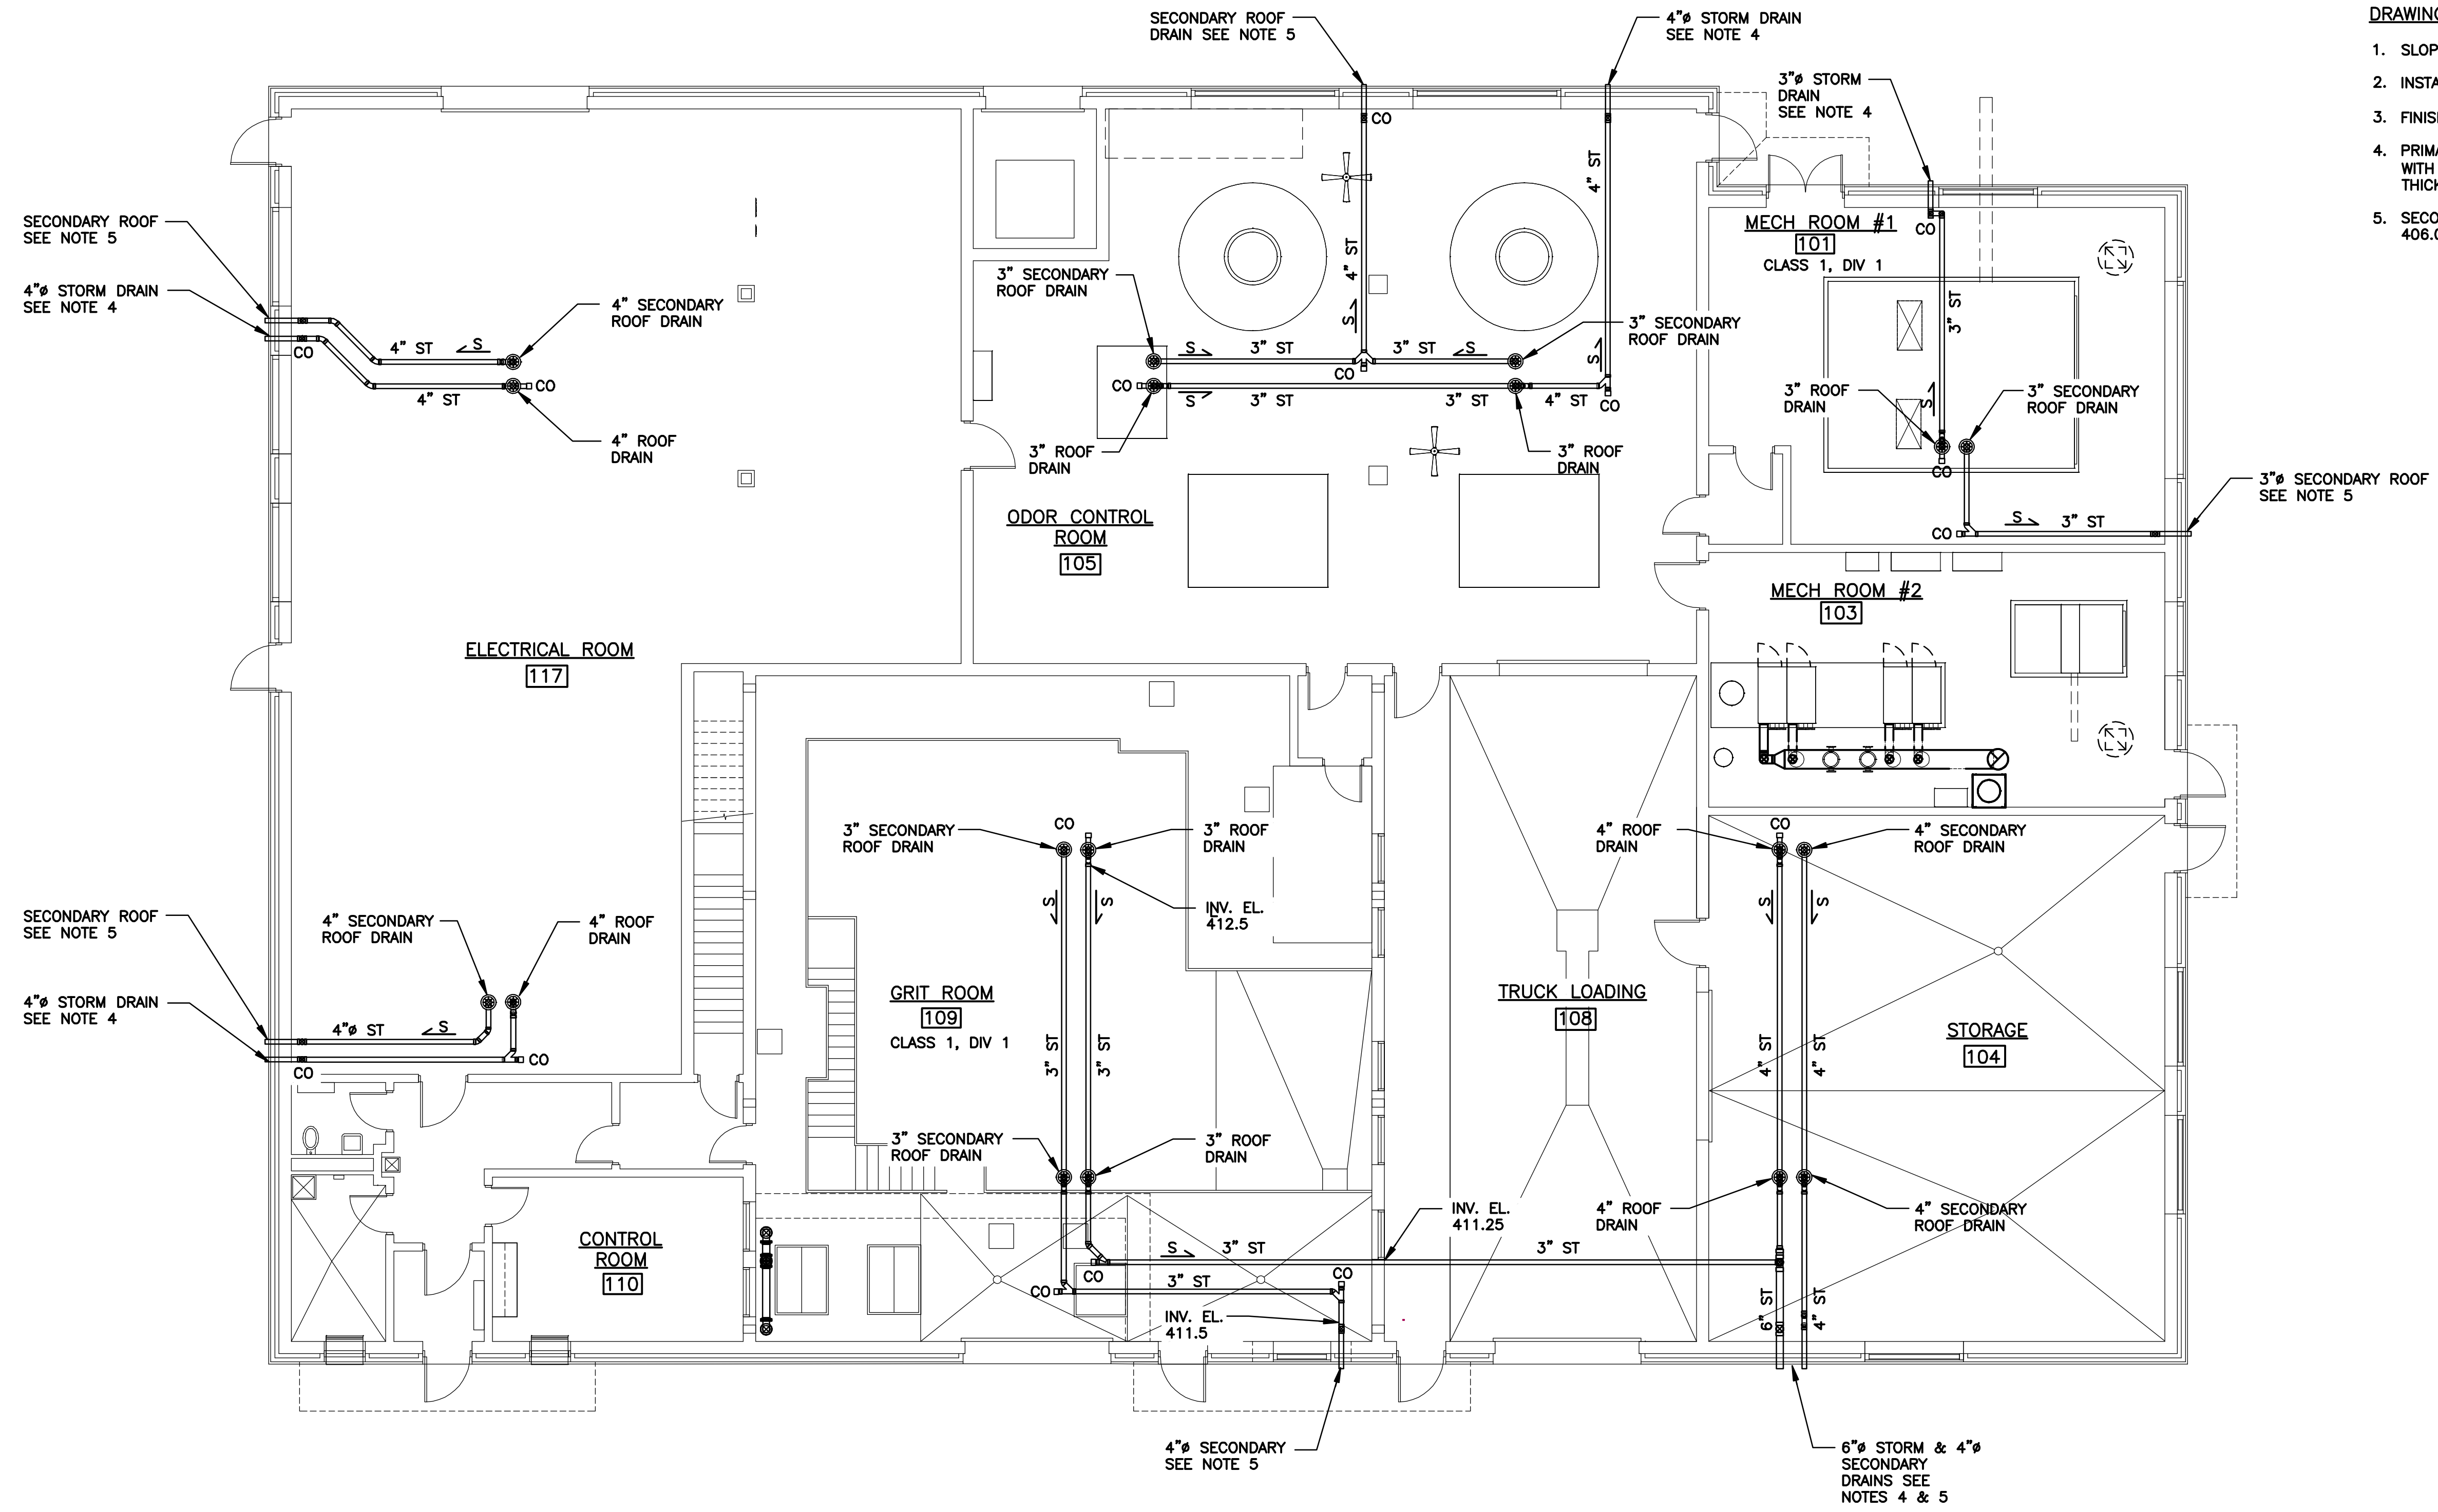 SECONDARY ROOF
DRAIN SEE NOTE 5
4"ø STORM DRAIN
SEE NOTE 4
3"ø STORM
DRAIN
SEE NOTE 4
DRAWING
1. SLOP
2. INSTA
3. FINIS
4. PRIMA
WITH
THICK
5. SECO
406.0
CO
4" ST
4" ST
S
S
SECONDARY ROOF
SEE NOTE 5
4"ø STORM DRAIN
SEE NOTE 4
CO
4" ST
S
4" ST
CO
4" SECONDARY
ROOF DRAIN
4" ROOF
DRAIN
3" SECONDARY
ROOF DRAIN
3" SECONDARY
ROOF DRAIN
S
3" ST
3" ST
S
CO
CO
S
3" ST
3" ST
4" ST
CO
3" ROOF
DRAIN
3" ROOF
DRAIN
MECH ROOM #1
101
CLASS 1, DIV 1
CO
3" ST
S
3" ROOF
DRAIN
3" SECONDARY
ROOF DRAIN
CO
CO
S
3" ST
3"ø SECONDARY ROOF
SEE NOTE 5
ODOR CONTROL
ROOM
105
MECH ROOM #2
103
ELECTRICAL ROOM
117
3" SECONDARY
ROOF DRAIN
CO
3" ROOF
DRAIN
INV. EL.
412.5
S
S
4" ROOF
DRAIN
CO
4" SECONDARY
ROOF DRAIN
S
S
SECONDARY ROOF
SEE NOTE 5
4"ø STORM DRAIN
SEE NOTE 4
4" SECONDARY
ROOF DRAIN
4" ROOF
DRAIN
4"ø ST
S
CO
CO
GRIT ROOM
109
CLASS 1, DIV 1
3" ST
3" ST
TRUCK LOADING
108
STORAGE
104
4" ST
4" ST
3" SECONDARY
ROOF DRAIN
3" ROOF
DRAIN
INV. EL.
411.25
4" ROOF
DRAIN
4" SECONDARY
ROOF DRAIN
CONTROL
ROOM
110
S
3" ST
3" ST
CO
CO
3" ST
CO
INV. EL.
411.5
6" ST
4" ST
4"ø SECONDARY
SEE NOTE 5
6"ø STORM & 4"ø
SECONDARY
DRAINS SEE
NOTES 4 & 5